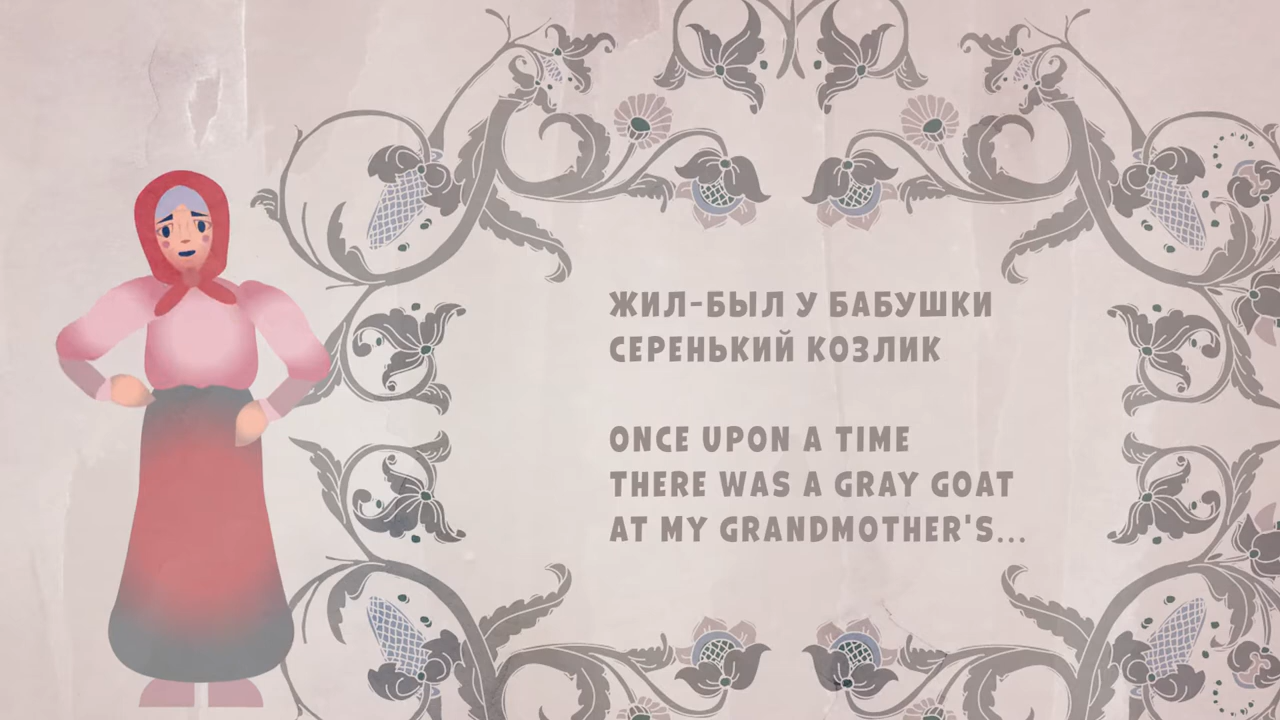 ЖИЛ-БЫЛ У БАБУШКИ
СЕРЕНЬКИЙ КОЗЛИК
ONCE UPON A TIME
THERE WAS A GRAY GOAT
AT MY GRANDMOTHER'S...